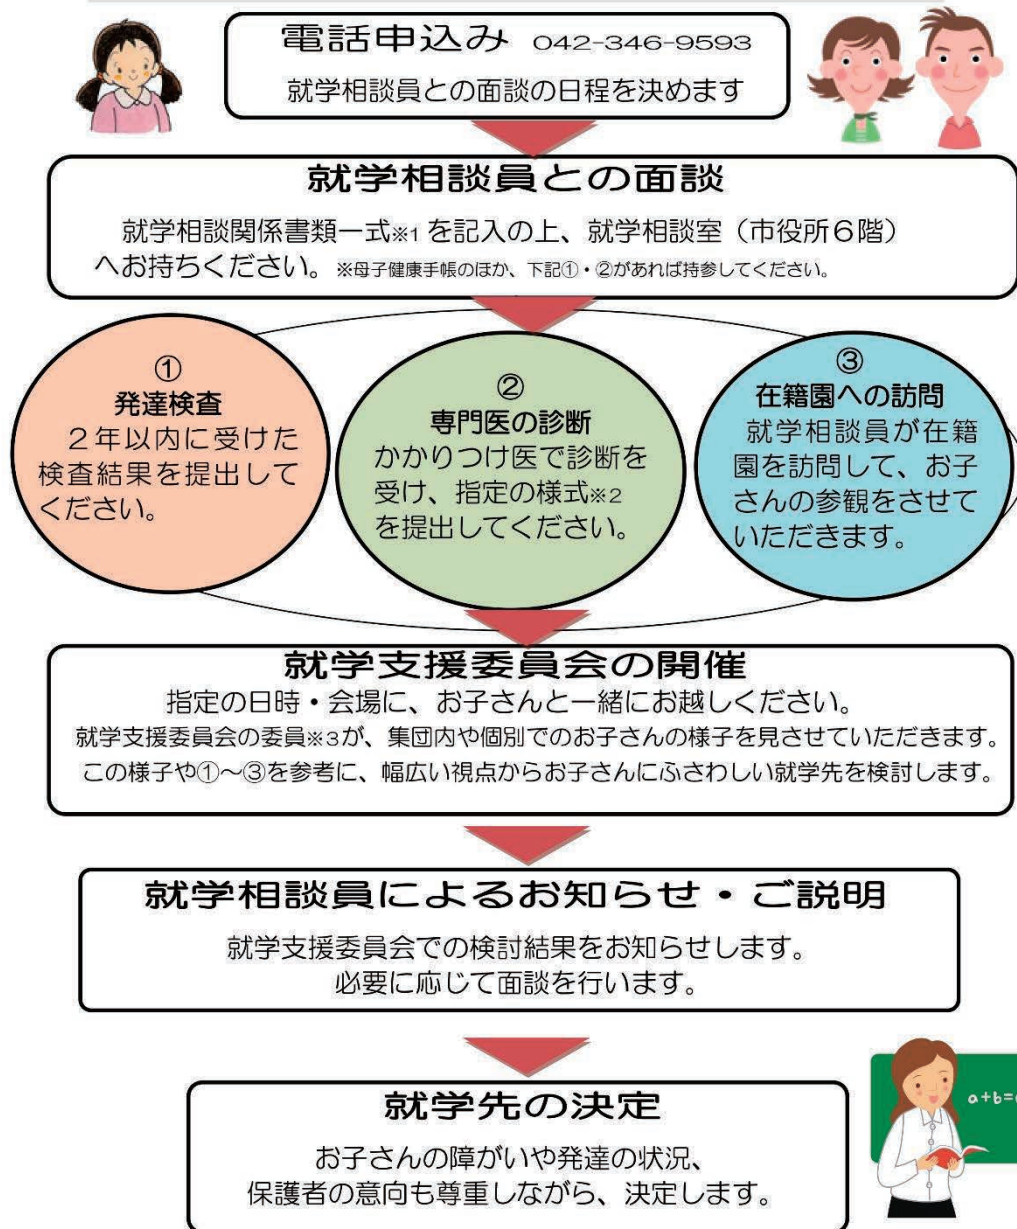 電話申込み 042-346-9593
就学相談員との面談の日程を決めます
就学相談員との面談
就学相談関係書類一式※1 を記入の上、就学相談室（市役所６階）
へお持ちください。※母子健康手帳のほか、下記①・②があれば持参してください。
①
発達検査
２年以内に受けた
検査結果を提出して
ください。
②
専門医の診断
かかりつけ医で診断を
受け、指定の様式※2
を提出してください。
③
在籍園への訪問
就学相談員が在籍
園を訪問して、お子
さんの参観をさせて
いただきます。
就学支援委員会の開催
指定の日時・会場に、お子さんと一緒にお越しください。
就学支援委員会の委員※3が、集団内や個別でのお子さんの様子を見させていただきます。
この様子や①～③を参考に、幅広い視点からお子さんにふさわしい就学先を検討します。
就学相談員によるお知らせ・ご説明
就学支援委員会での検討結果をお知らせします。
必要に応じて面談を行います。
就学先の決定
a+b=
お子さんの障がいや発達の状況、
保護者の意向も尊重しながら、決定します。